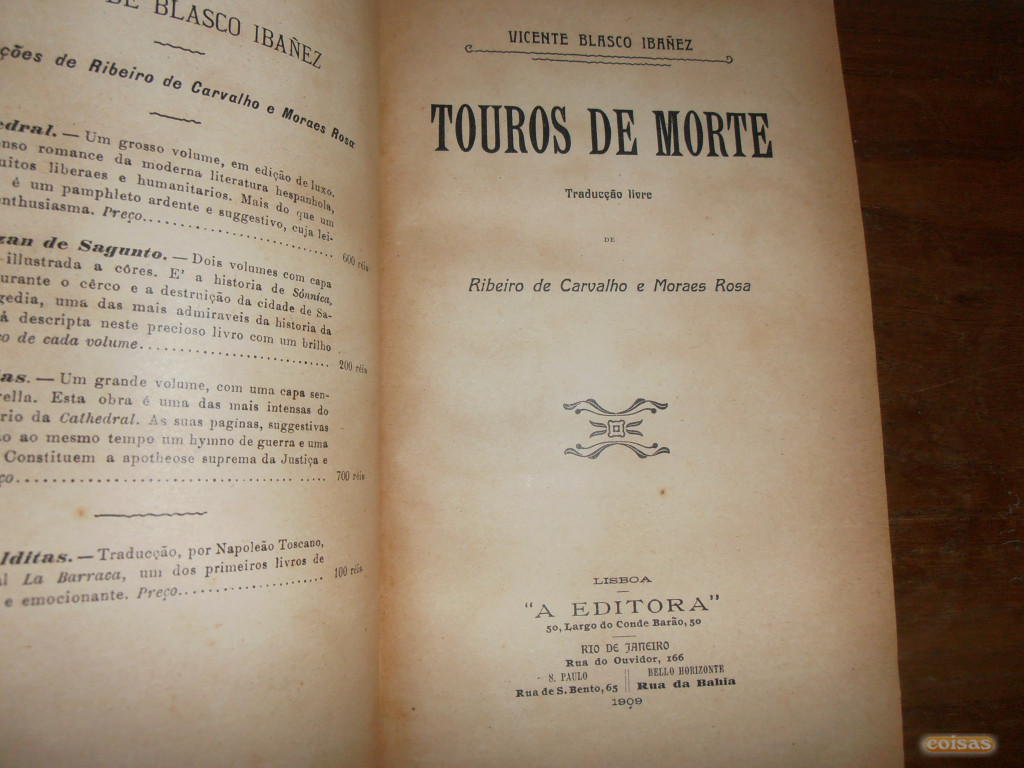 DE BLASCO IBAÑEZ
ções de Ribeiro de Carvalho e Moraes Rosa
edral. — Um grosso volume, em edição de luxo.
enso romance da moderna literatura hespanhola,
uitos liberaes e humanitarios. Mais do que um
é um pamphleto ardente e suggestivo, cuja lei-
enthusiasma. Preço.............................. 600 réis
zan de Sagunto. — Dois volumes com capa
illustrada a côres. E' a historia de Sónnica,
urante o cêrco e a destruição da cidade de Sa-
gedia, uma das mais admiraveis da historia da
á descripta neste precioso livro com um brilho
ço de cada volume............................ 200 réis
as. — Um grande volume, com uma capa sen-
rella. Esta obra é uma das mais intensas do
rio da Cathedral. As suas paginas, suggestivas
o ao mesmo tempo um hymno de guerra e uma
Constituem a apotheose suprema da Justiça e
ço.......................................... 700 réis
lditas. — Traducção, por Napoleão Toscano,
al La Barraca, um dos primeiros livros de
e emocionante. Preço..................... 100 réis
VICENTE BLASCO IBAÑEZ
TOUROS DE MORTE
Traducção livre
DE
Ribeiro de Carvalho e Moraes Rosa
LISBOA
"A EDITORA"
50, Largo do Conde Barão, 50
RIO DE JANEIRO
Rua do Ouvidor, 166
S. PAULO
Rua de S. Bento, 65
BELLO HORIZONTE
Rua da Bahia
1909
coisas